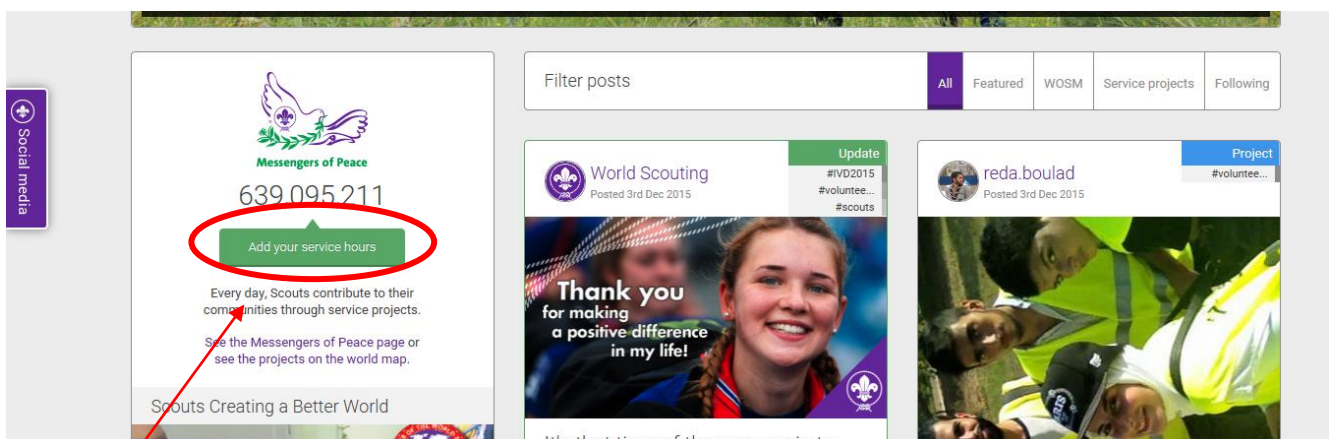 Social media
Messengers of Peace
639,095,211
Add your service hours
Every day, Scouts contribute to their
communities through service projects.
See the Messengers of Peace page or
see the projects on the world map.
Scouts Creating a Better World
Filter posts
All
Featured
WOSM
Service projects
Following
World Scouting
Posted 3rd Dec 2015
Update
#IVD2015
#voluntee...
#scouts
Thank you
for making
a positive difference
in my life!
reda.boulad
Posted 3rd Dec 2015
Project
#voluntee...